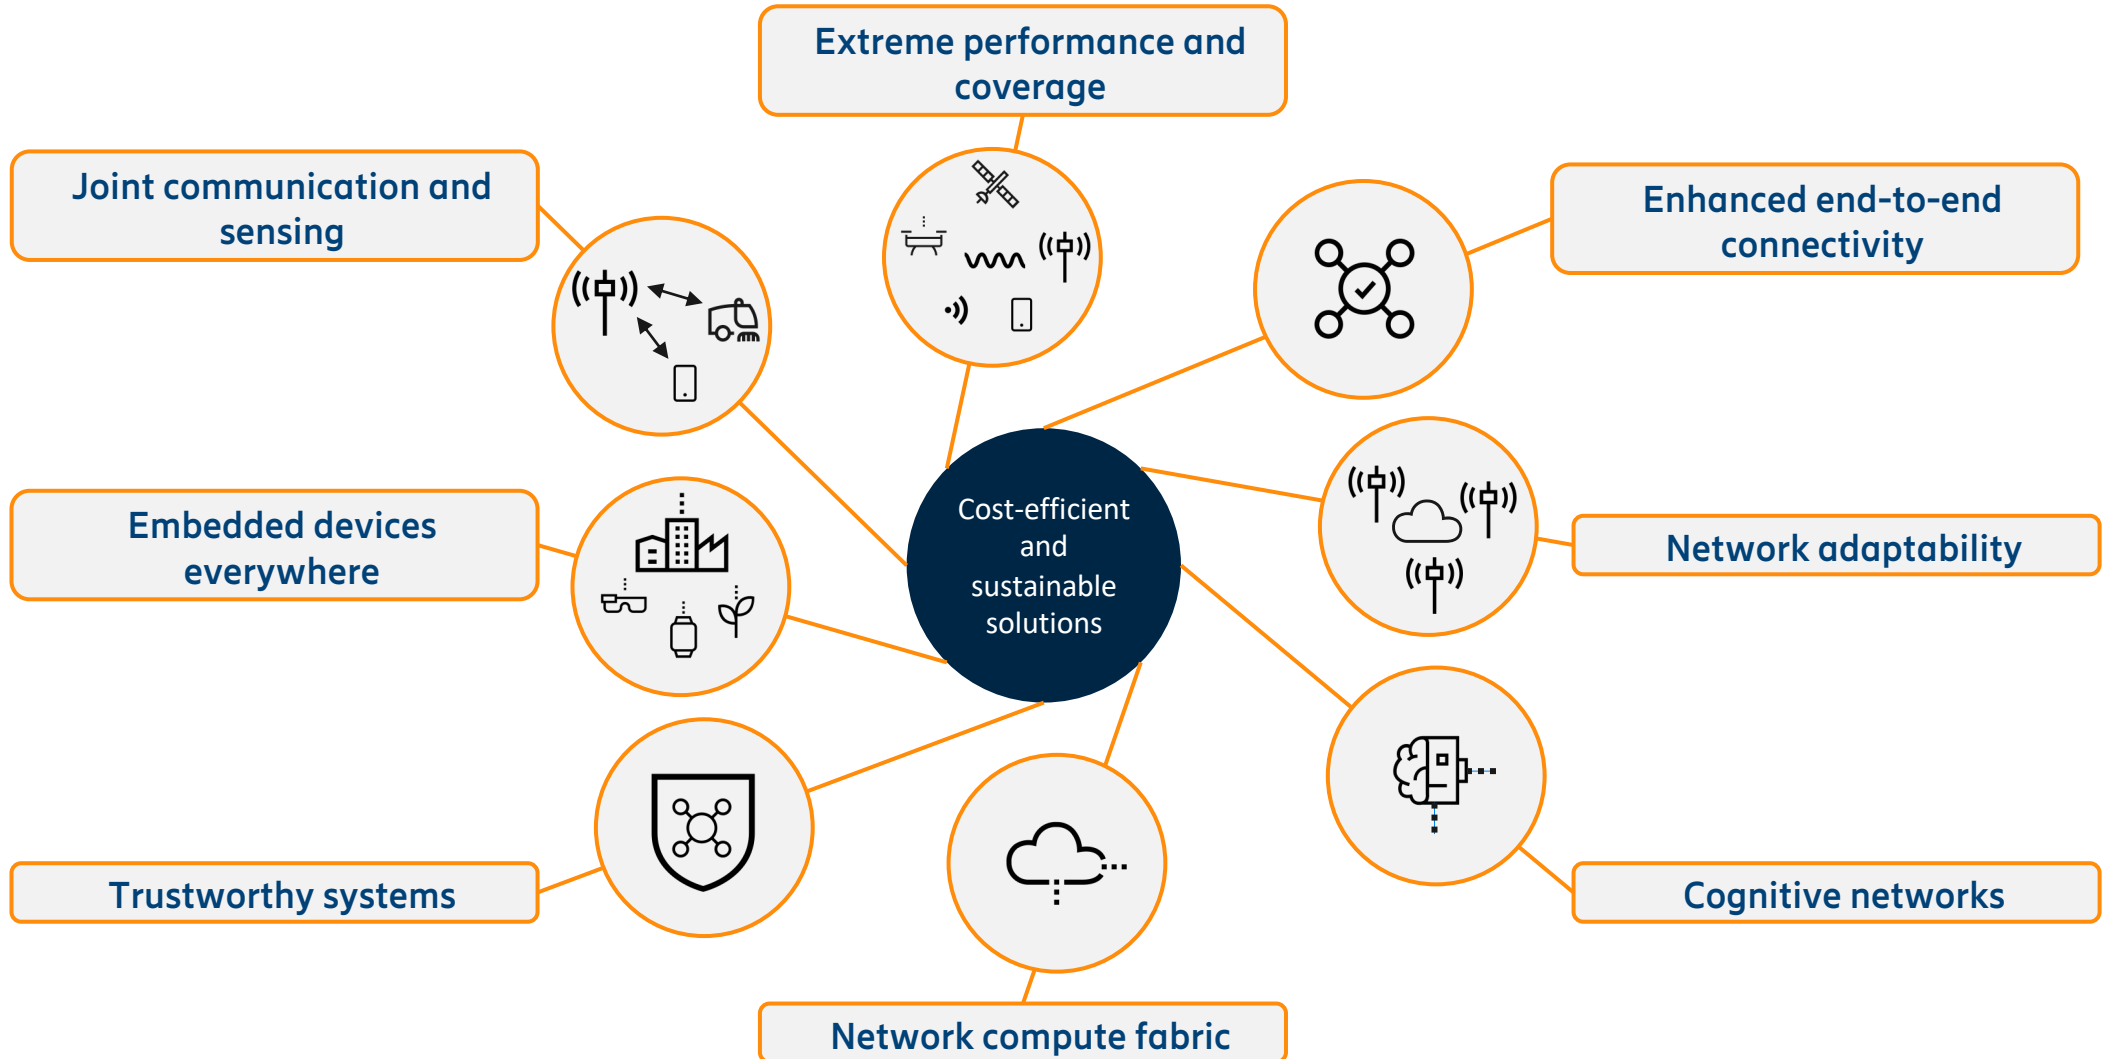 Extreme performance and
coverage
Joint communication and
sensing
Enhanced end-to-end
connectivity
Embedded devices
everywhere
Cost-efficient
and
sustainable
solutions
Network adaptability
Trustworthy systems
Cognitive networks
Network compute fabric